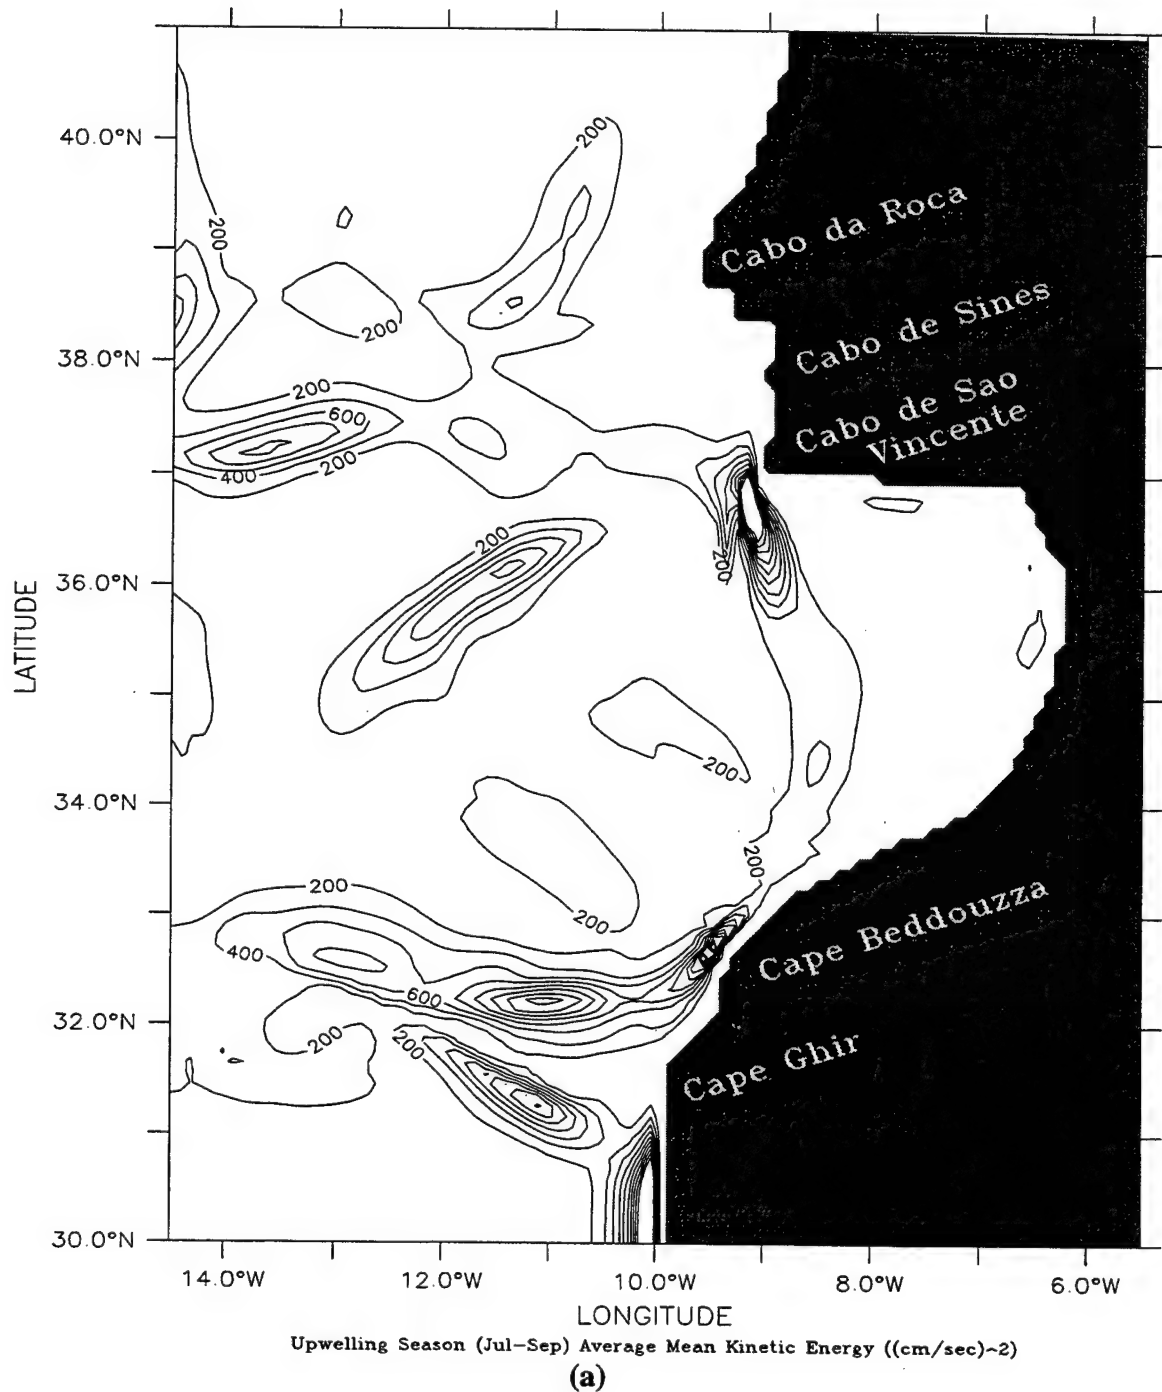 200
40.0°N
Cabo da Roca
200
Cabo de Sines
200
38.0°N
200
600
Cabo de Sao
Vincente
400
200
200
200
36.0°N
LATITUDE
200
34.0°N
200
200
200
Cape Beddouzza
400
600
32.0°N
200
200
Cape Ghir
30.0°N
14.0°W
12.0°W
10.0°W
8.0°W
6.0°W
LONGITUDE
Upwelling Season (Jul-Sep) Average Mean Kinetic Energy ((cm/sec)~2)
(a)